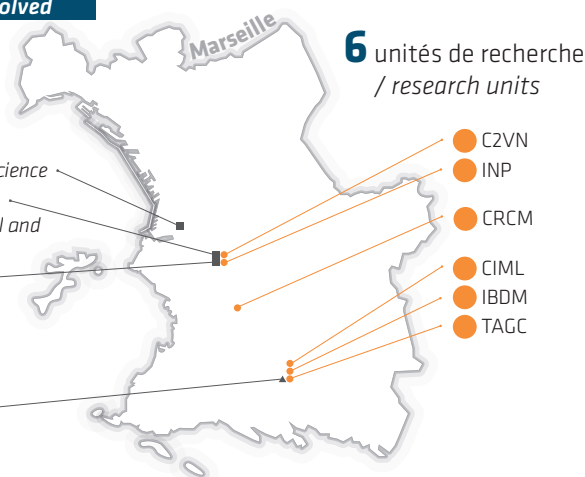 olved
Marseille
6 unités de recherche
/ research units
cience
l and
C2VN
INP
CRCM
CIML
IBDM
TAGC